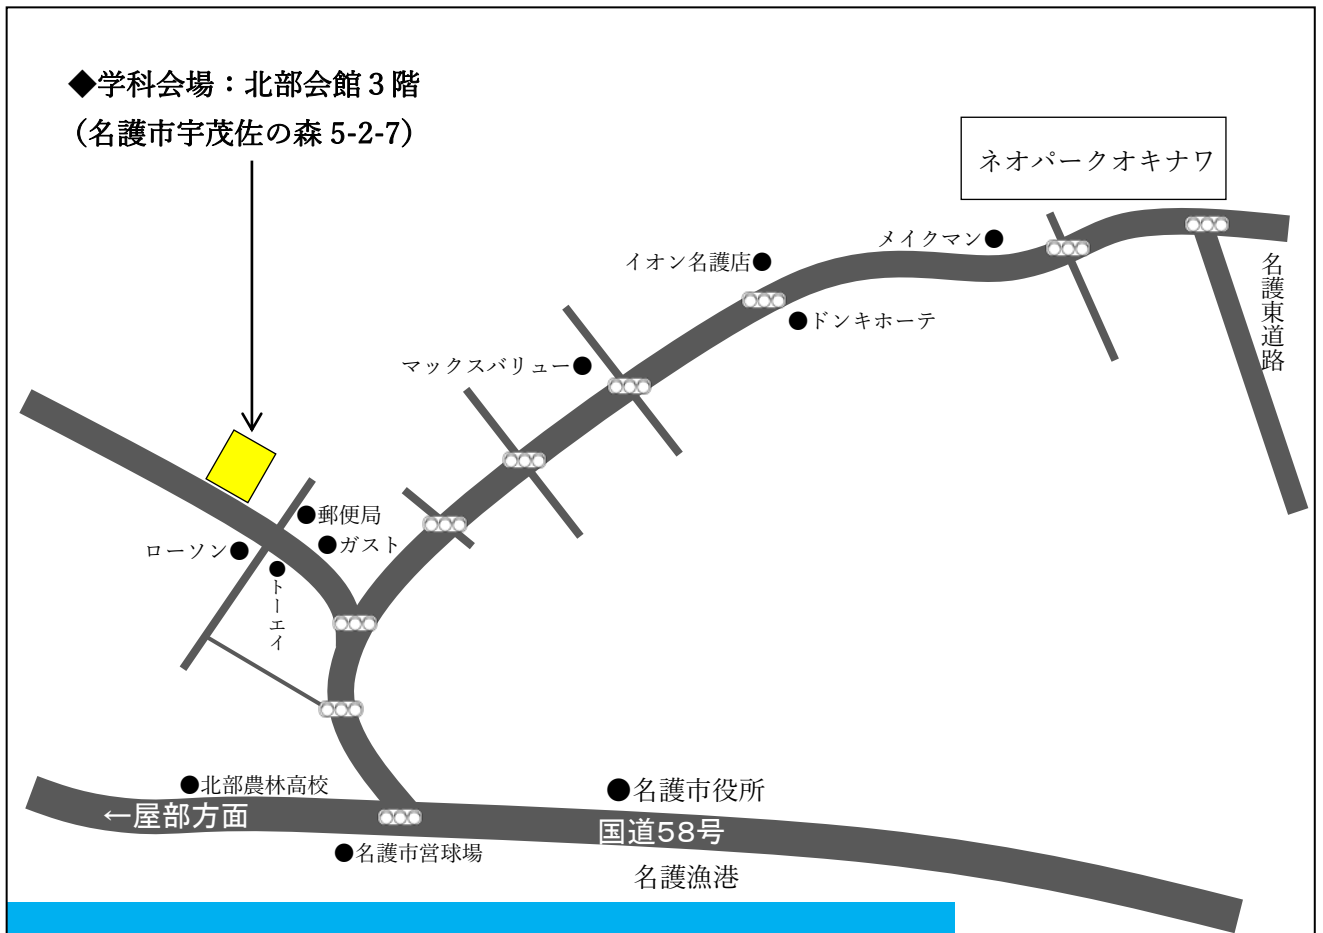 ◆学科会場：北部会館３階
（名護市宇茂佐の森 5-2-7）
ネオパークオキナワ
メイクマン●
イオン名護店●
名護東道路
●ドンキホーテ
マックスバリュー●
●郵便局
●ガスト
ローソン●
●トーエイ
●北部農林高校
●名護市役所
←屋部方面
国道58号
●名護市営球場
名護漁港